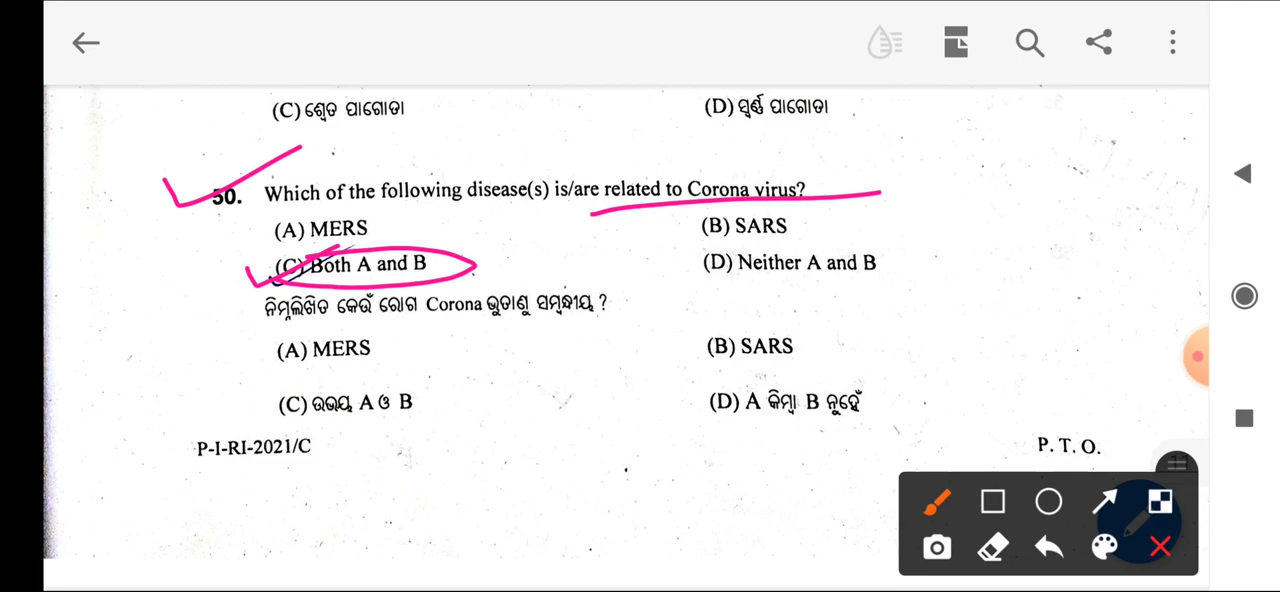 (C) ଶ୍ୱେତ ପାଗୋଡା (D) ସ୍ୱର୍ଣ୍ଣ ପାଗୋଡା
50. Which of the following disease(s) is/are related to Corona virus?
(A) MERS (B) SARS
(C) Both A and B (D) Neither A and B
ନିମ୍ନଲିଖିତ କେଉଁ ରୋଗ Corona ଭୁତାଣୁ ସମ୍ବନ୍ଧୀୟ ?
(A) MERS (B) SARS
(C) ଉଭୟ A ଓ B (D) A କିମ୍ବା B ନୁହେଁ
P-I-RI-2021/C P. T. O.